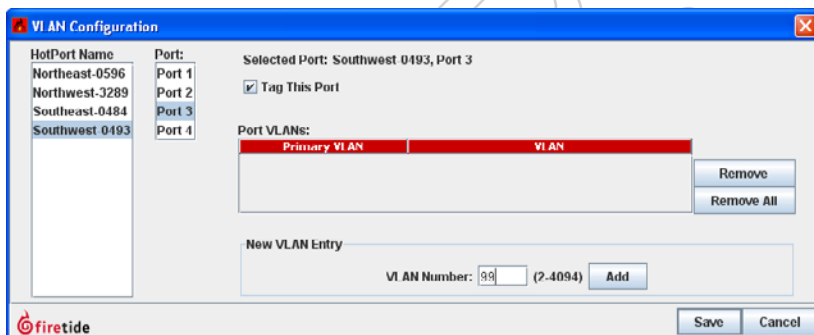 VLAN Configuration
HotPort Name
Northeast-0596
Northwest-3289
Southeast-0484
Southwest-0493
Port:
Port 1
Port 2
Port 3
Port 4
Selected Port: Southwest-0493, Port 3
Tag This Port
Port VLANs:
Primary VLAN VLAN
Remove
Remove All
New VLAN Entry
VLAN Number: 99 (2-4094) Add
firetide
Save Cancel